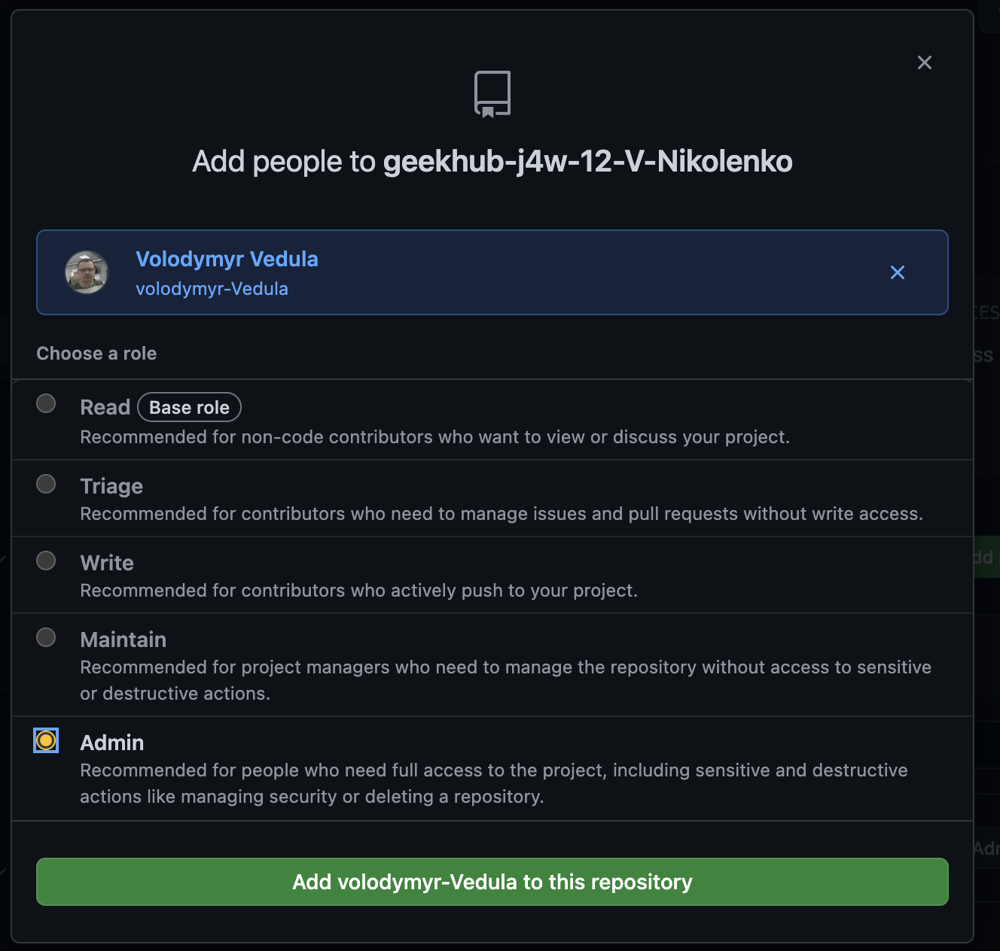 Add people to geekhub-j4w-12-V-Nikolenko
Volodymyr Vedula
volodymyr-Vedula
Choose a role
Read Base role
Recommended for non-code contributors who want to view or discuss your project.
Triage
Recommended for contributors who need to manage issues and pull requests without write access.
Write
Recommended for contributors who actively push to your project.
Maintain
Recommended for project managers who need to manage the repository without access to sensitive
or destructive actions.
Admin
Recommended for people who need full access to the project, including sensitive and destructive
actions like managing security or deleting a repository.
Add volodymyr-Vedula to this repository